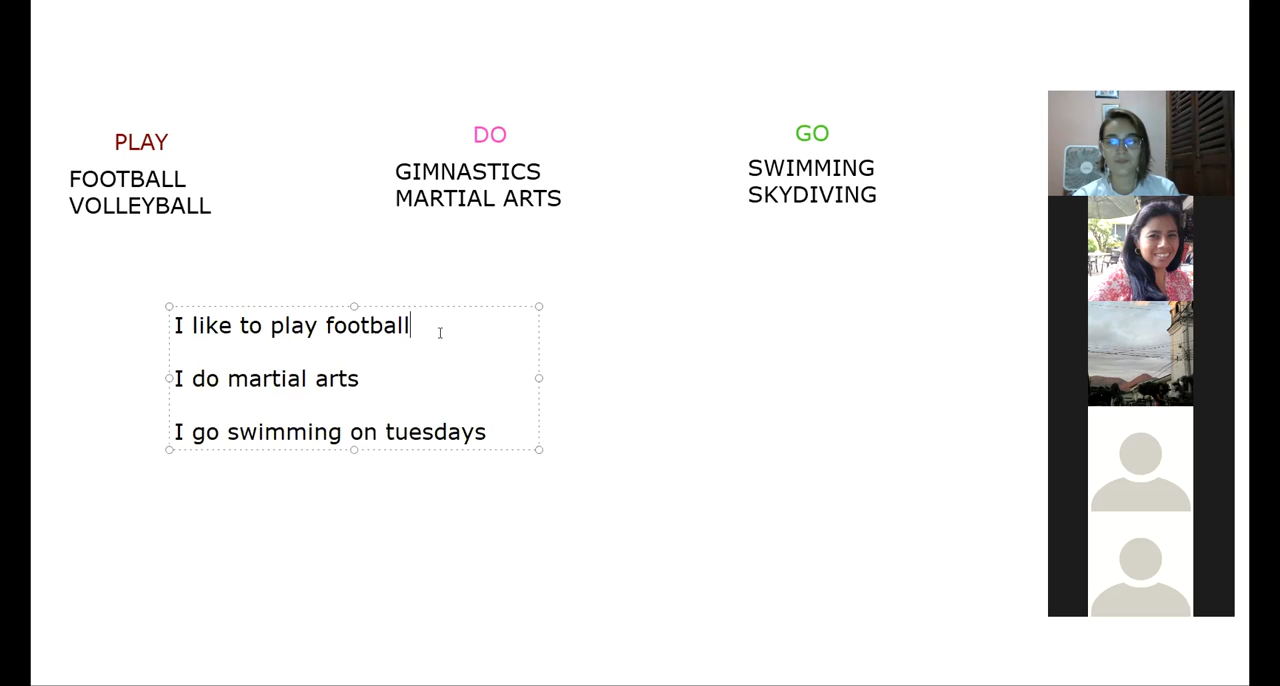 PLAY
FOOTBALL
VOLLEYBALL
DO
GIMNASTICS
MARTIAL ARTS
GO
SWIMMING
SKYDIVING
I like to play football
I do martial arts
I go swimming on tuesdays